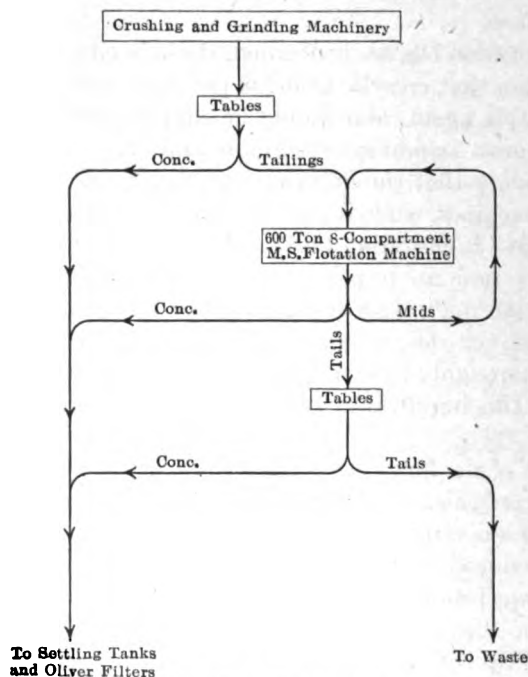 Crushing and Grinding Machinery
Tables
Conc.
Tailings
600 Ton 8-Compartment
M.S.Flotation Machine
Conc.
Mids
Tails
Tables
Conc.
Tails
To Settling Tanks
and Oliver Filters
To Waste